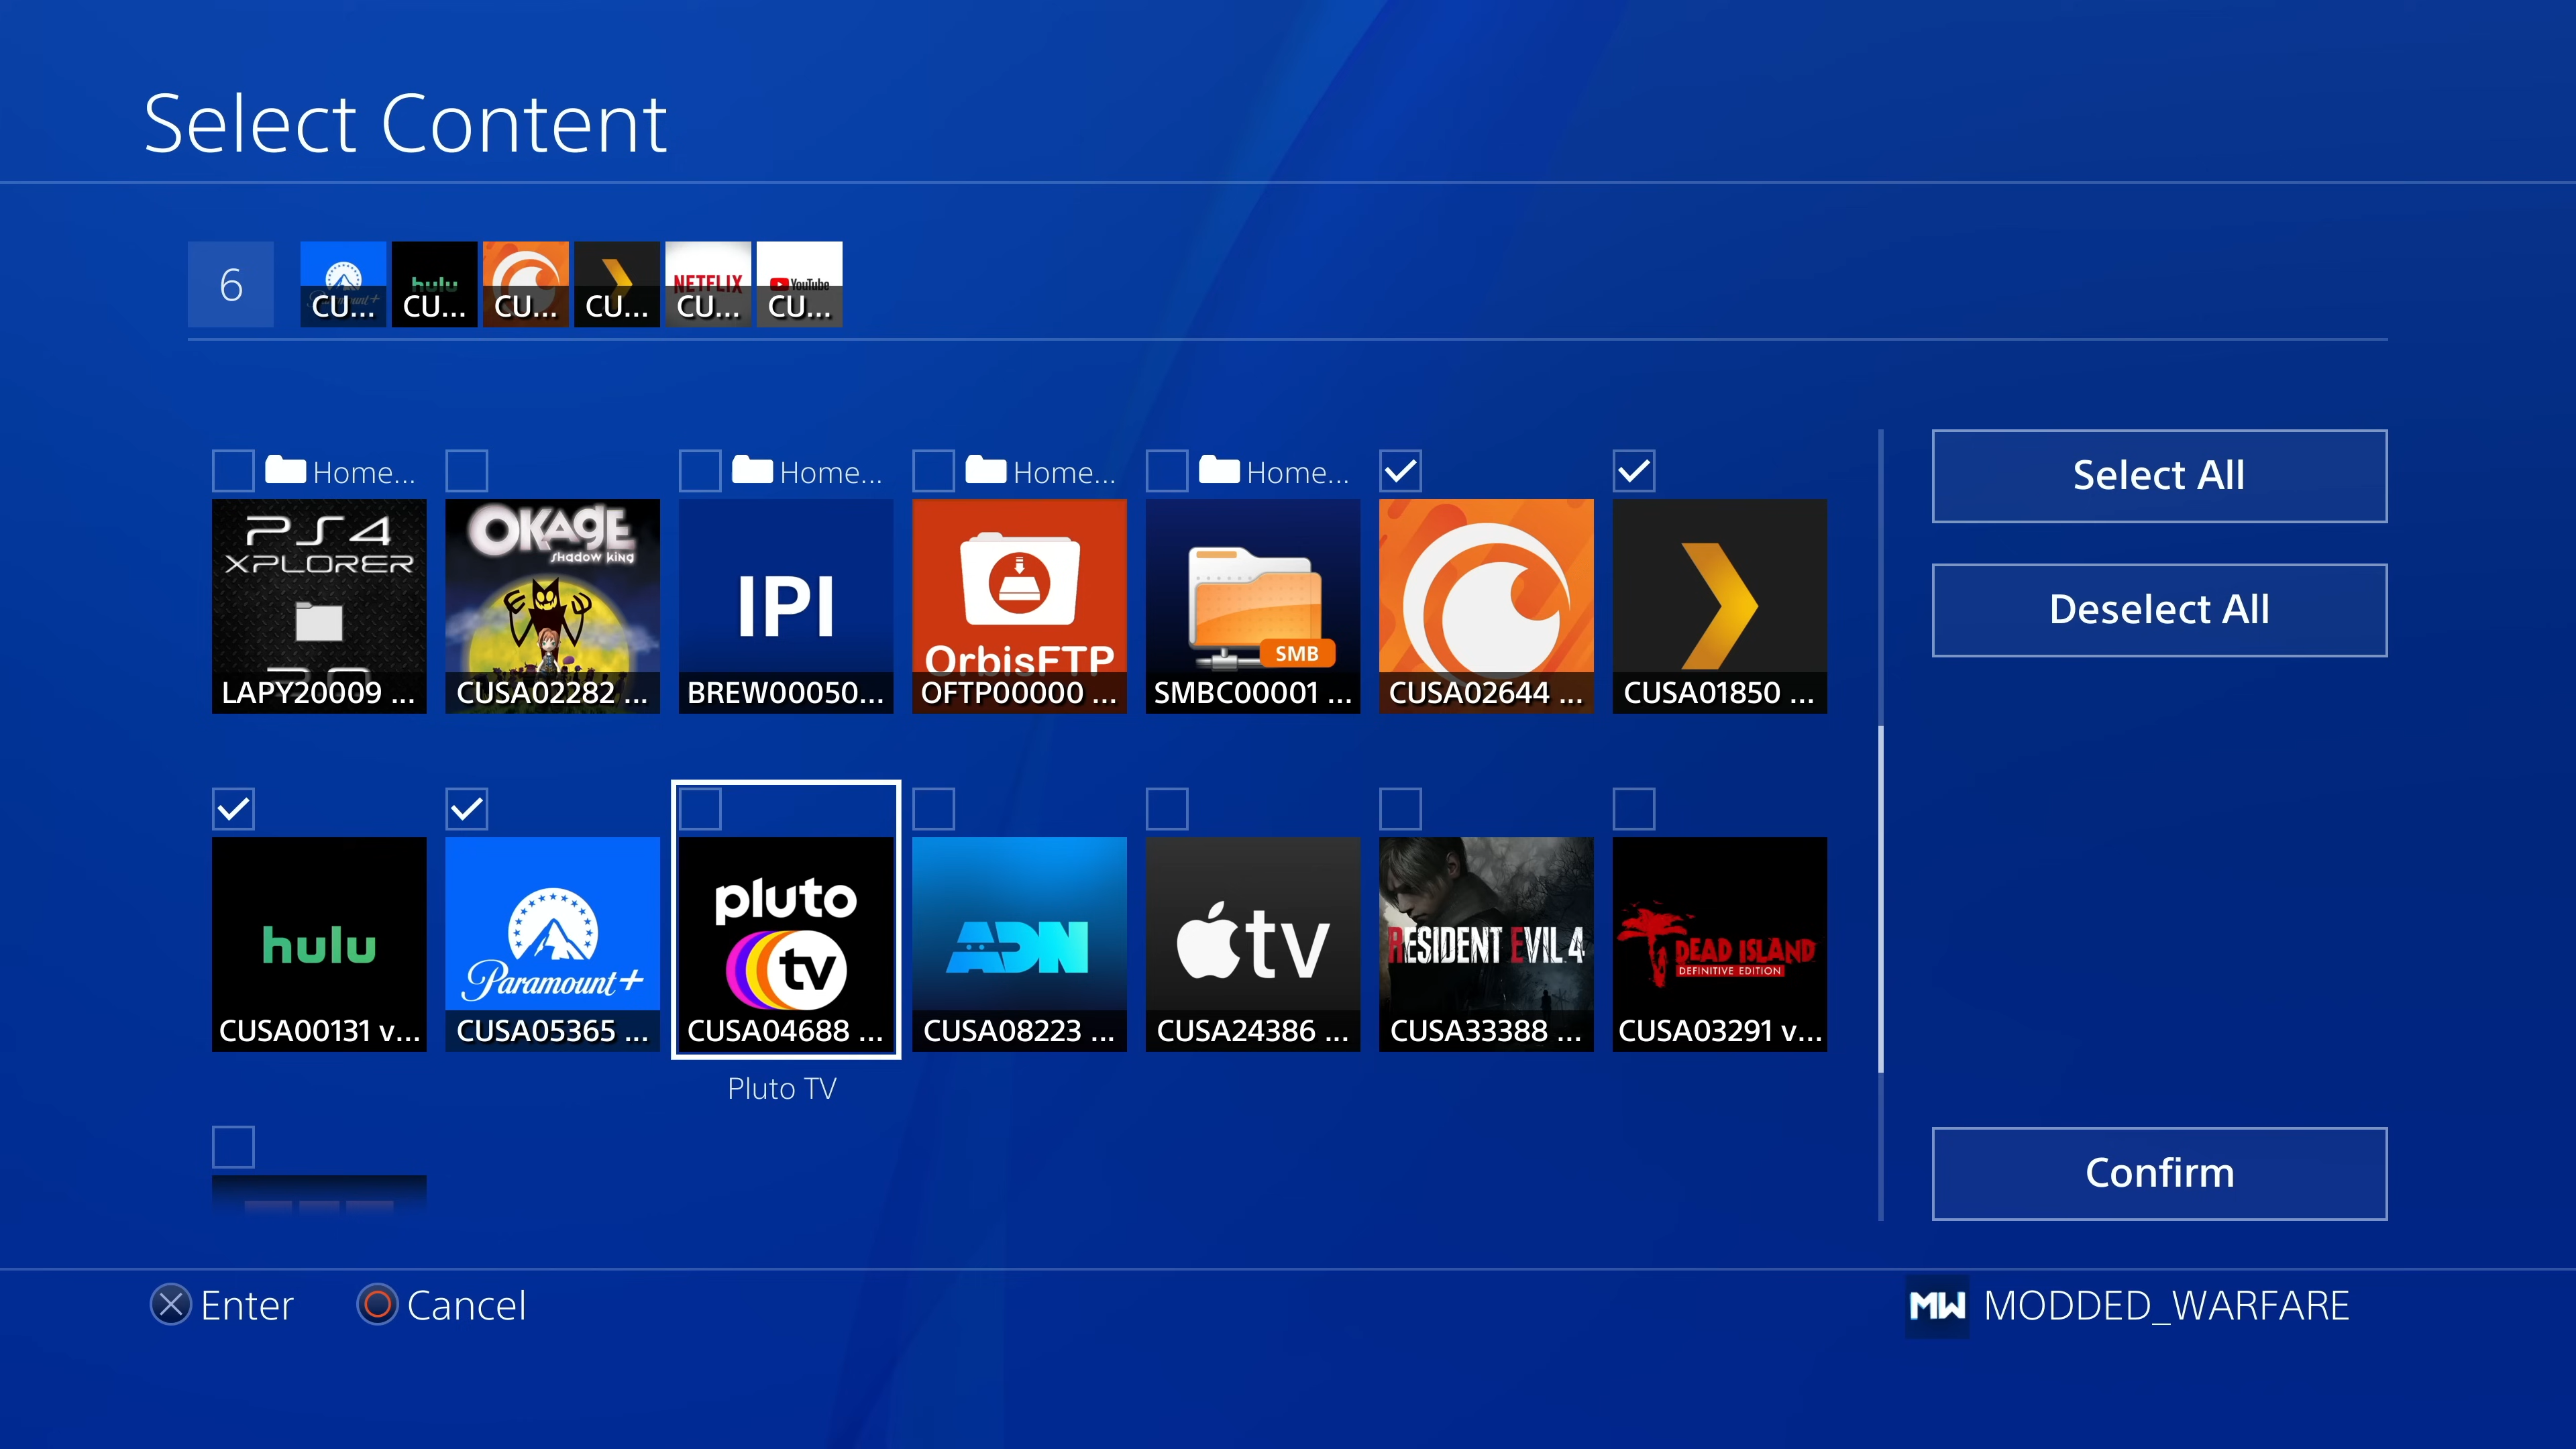 Select Content
6
Paramount+
hulu
NETFLIX
YouTube
CU...
CU...
CU...
CU...
CU...
CU...
Home...
Home...
Home...
Home...
PS4
XPLORER
OKAGE
shadow king
IPI
OrbisFTP
SMB
LAPY20009 ...
CUSA02282 ...
BREW00050...
OFTP00000 ...
SMBC00001 ...
CUSA02644 ...
CUSA01850 ...
hulu
Paramount+
pluto
tv
ADN
tv
RESIDENT EVIL 4
DEAD ISLAND
DEFINITIVE EDITION
CUSA00131 v...
CUSA05365 ...
CUSA04688 ...
CUSA08223 ...
CUSA24386 ...
CUSA33388 ...
CUSA03291 v...
Pluto TV
Select All
Deselect All
Confirm
Enter
Cancel
MW MODDED_WARFARE